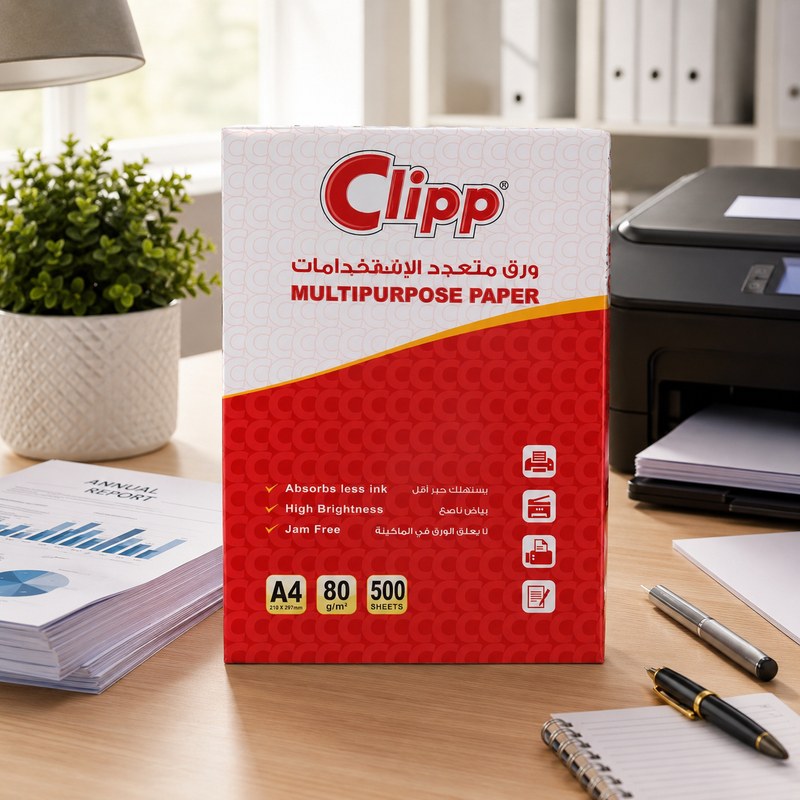 Clipp®
ورق متعدد الإستخدامات
MULTIPURPOSE PAPER
Absorbs less ink يستهلك حبر أقل
High Brightness بياض ناصع
Jam Free لا يعلق الورق في الماكينة
A4 80 500
210 X 297mm g/m² SHEETS
ANNUAL
REPORT